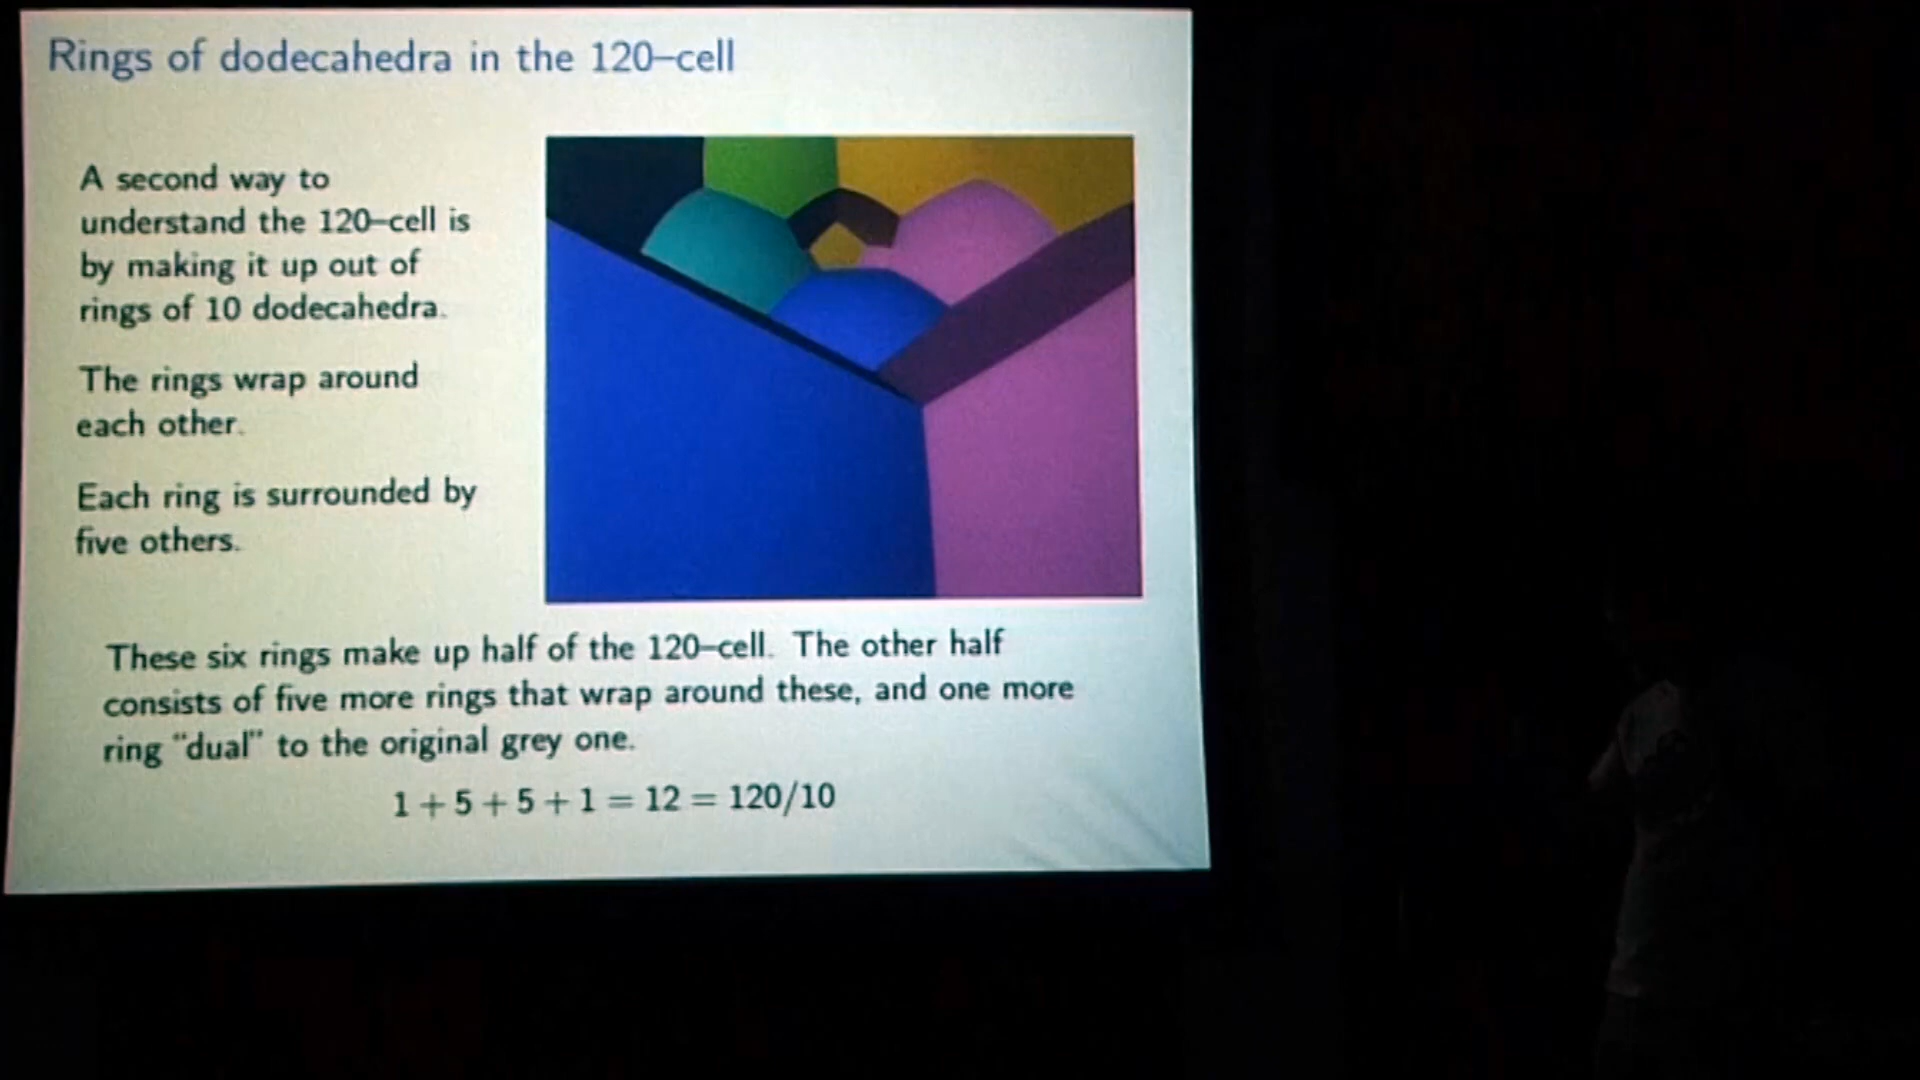 Rings of dodecahedra in the 120–cell
A second way to
understand the 120–cell is
by making it up out of
rings of 10 dodecahedra.
The rings wrap around
each other.
Each ring is surrounded by
five others.
These six rings make up half of the 120–cell. The other half
consists of five more rings that wrap around these, and one more
ring “dual” to the original grey one.
1 + 5 + 5 + 1 = 12 = 120/10